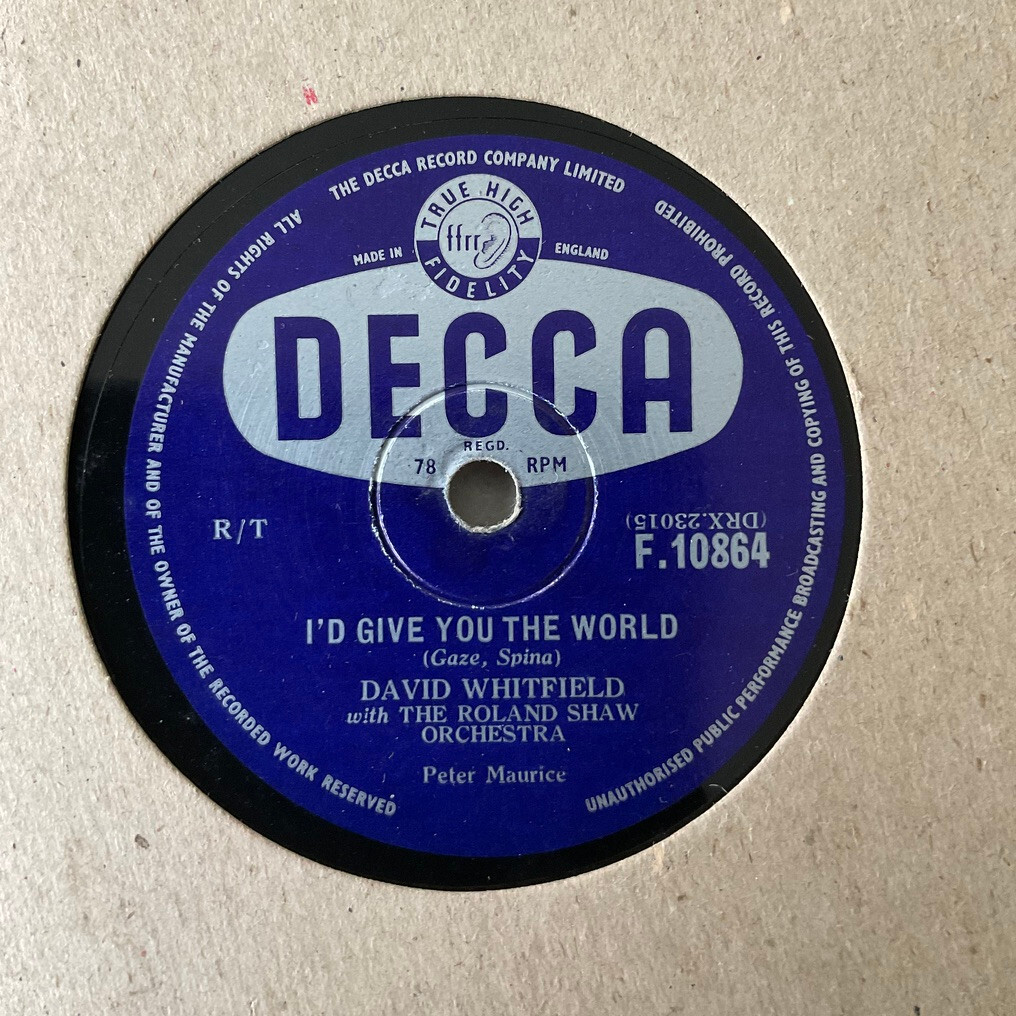 THE DECCA RECORD COMPANY LIMITED
ALL RIGHTS OF THE MANUFACTURER AND OF THE OWNER OF THE RECORDED WORK RESERVED
UNAUTHORISED PUBLIC PERFORMANCE BROADCASTING AND COPYING OF THIS RECORD PROHIBITED
TRUE HIGH
ffrr
FIDELITY
MADE IN ENGLAND
DECCA
REGD.
78 RPM
R/T
(DRX.23015)
F.10864
I'D GIVE YOU THE WORLD
(Gaze, Spina)
DAVID WHITFIELD
with THE ROLAND SHAW
ORCHESTRA
Peter Maurice